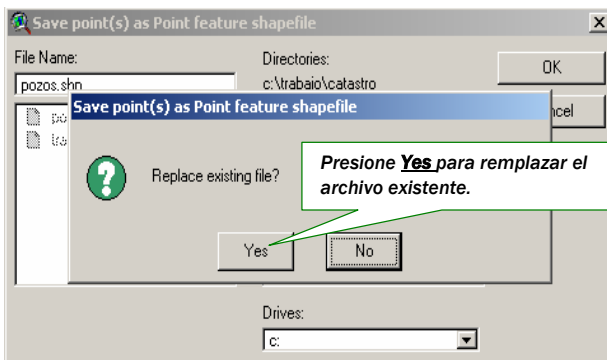 Save point(s) as Point feature shapefile
File Name:
Directories:
OK
pozos.shp
c:\trabajo\catastro
Save point(s) as Point feature shapefile
Replace existing file?
Presione Yes para remplazar el
archivo existente.
Yes
No
Drives:
c: